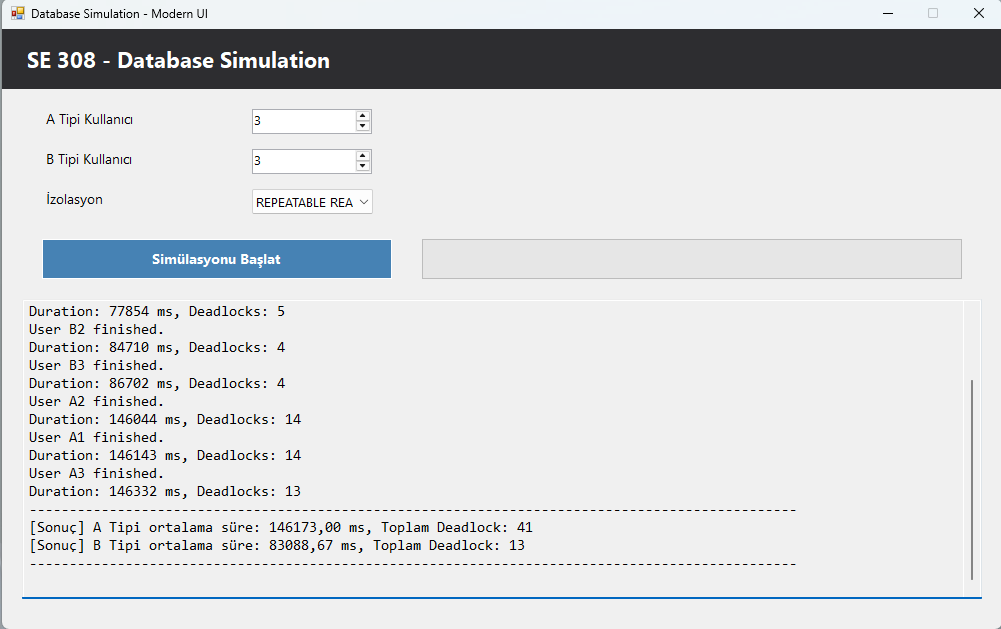 Database Simulation - Modern UI
SE 308 - Database Simulation
A Tipi Kullanıcı
3
B Tipi Kullanıcı
3
İzolasyon
REPEATABLE REA
Simülasyonu Başlat
Duration: 77854 ms, Deadlocks: 5
User B2 finished.
Duration: 84710 ms, Deadlocks: 4
User B3 finished.
Duration: 86702 ms, Deadlocks: 4
User A2 finished.
Duration: 146044 ms, Deadlocks: 14
User A1 finished.
Duration: 146143 ms, Deadlocks: 14
User A3 finished.
Duration: 146332 ms, Deadlocks: 13
------------------------------------------------------------------------------------------------
[Sonuç] A Tipi ortalama süre: 146173,00 ms, Toplam Deadlock: 41
[Sonuç] B Tipi ortalama süre: 83088,67 ms, Toplam Deadlock: 13
------------------------------------------------------------------------------------------------